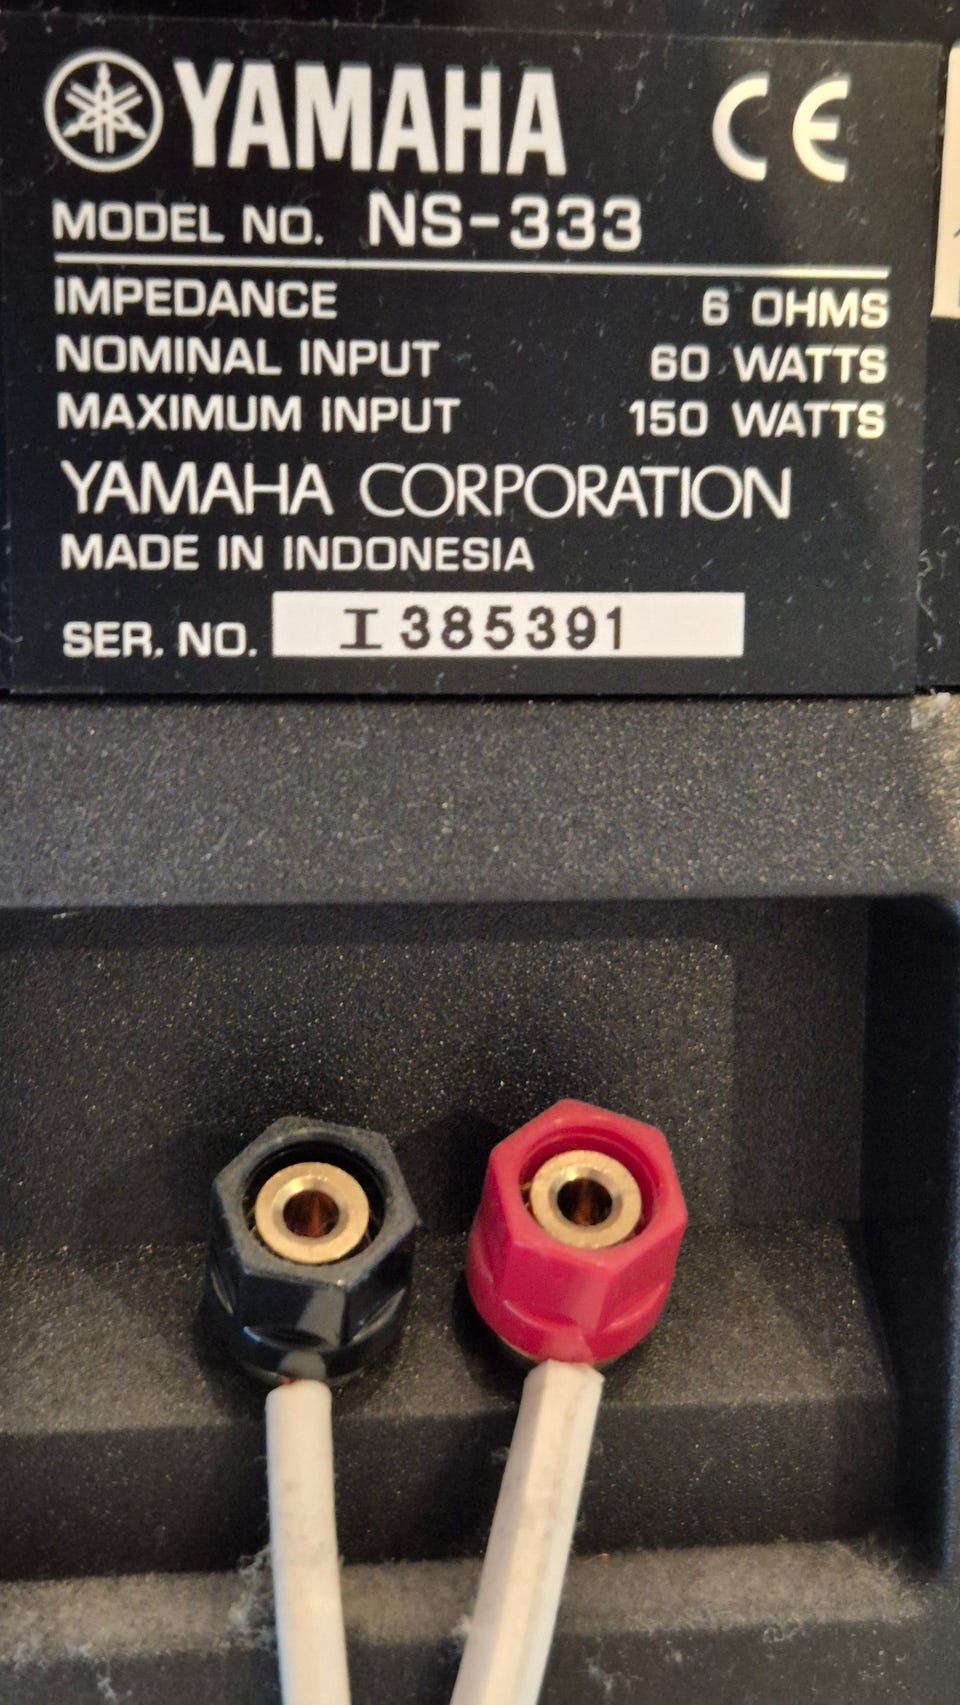 YAMAHA CE
MODEL NO. NS-333
IMPEDANCE 6 OHMS
NOMINAL INPUT 60 WATTS
MAXIMUM INPUT 150 WATTS
YAMAHA CORPORATION
MADE IN INDONESIA
SER. NO. I385391